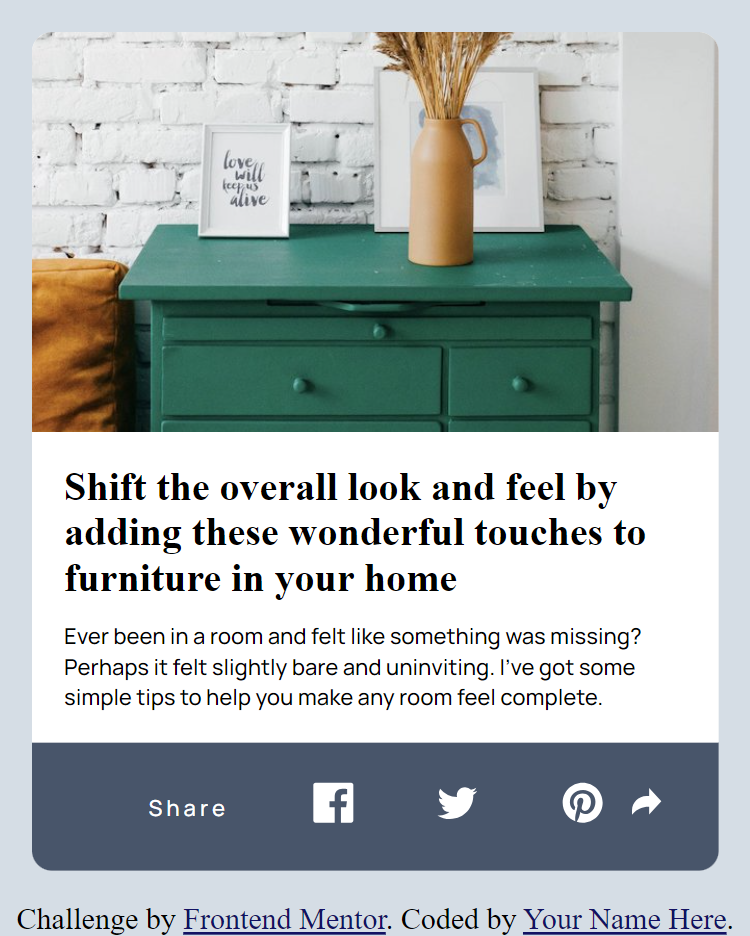 love
will
keep us
alive
Shift the overall look and feel by
adding these wonderful touches to
furniture in your home
Ever been in a room and felt like something was missing?
Perhaps it felt slightly bare and uninviting. I’ve got some
simple tips to help you make any room feel complete.
Share
Challenge by Frontend Mentor. Coded by Your Name Here.